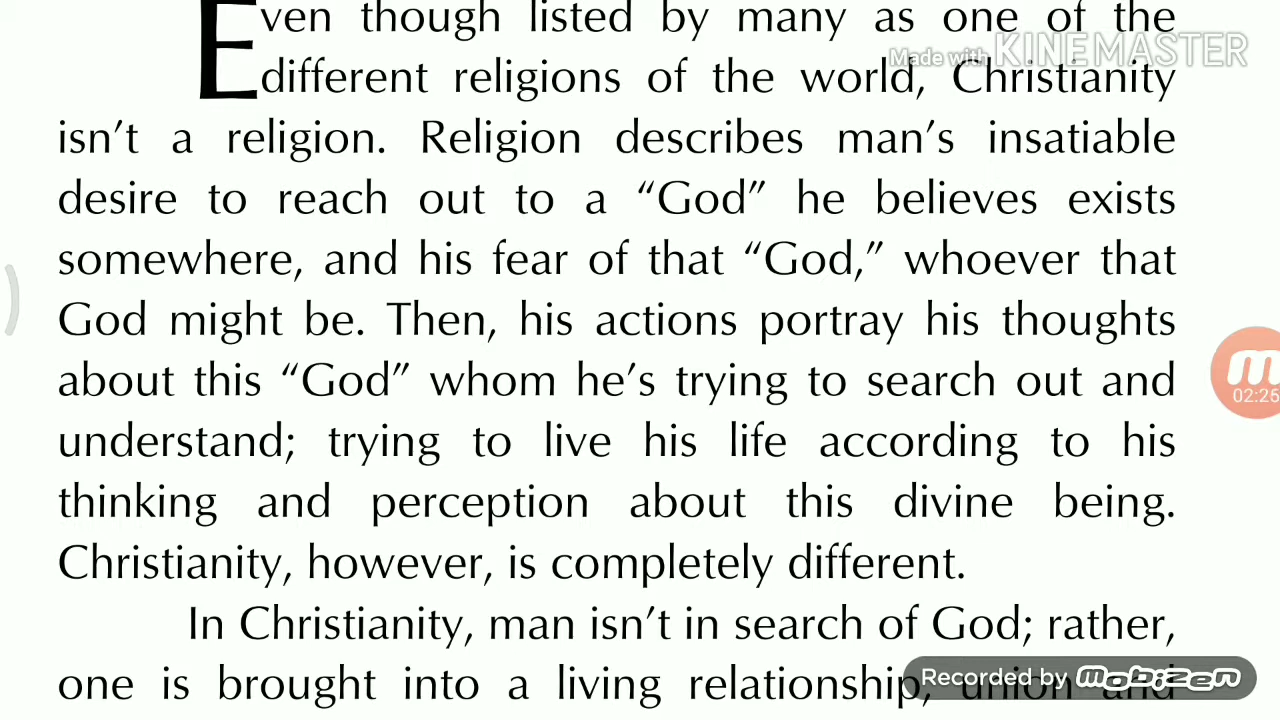 Even though listed by many as one of the
Made with KINEMASTER
different religions of the world, Christianity
isn’t a religion. Religion describes man’s insatiable
desire to reach out to a “God” he believes exists
somewhere, and his fear of that “God,” whoever that
God might be. Then, his actions portray his thoughts
about this “God” whom he’s trying to search out and
02:26
understand; trying to live his life according to his
thinking and perception about this divine being.
Christianity, however, is completely different.
In Christianity, man isn’t in search of God; rather,
one is brought into a living relationship, union and
Recorded by mobizen